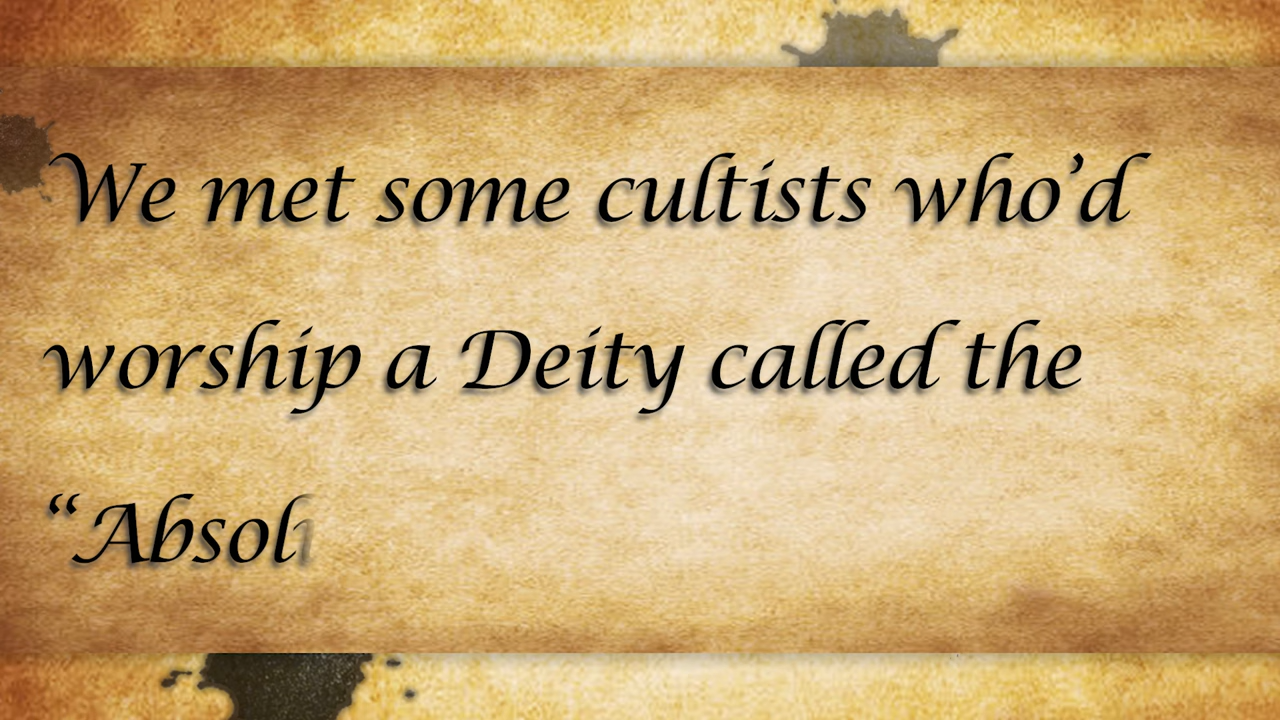 We met some cultists who’d
worship a Deity called the
“Absol